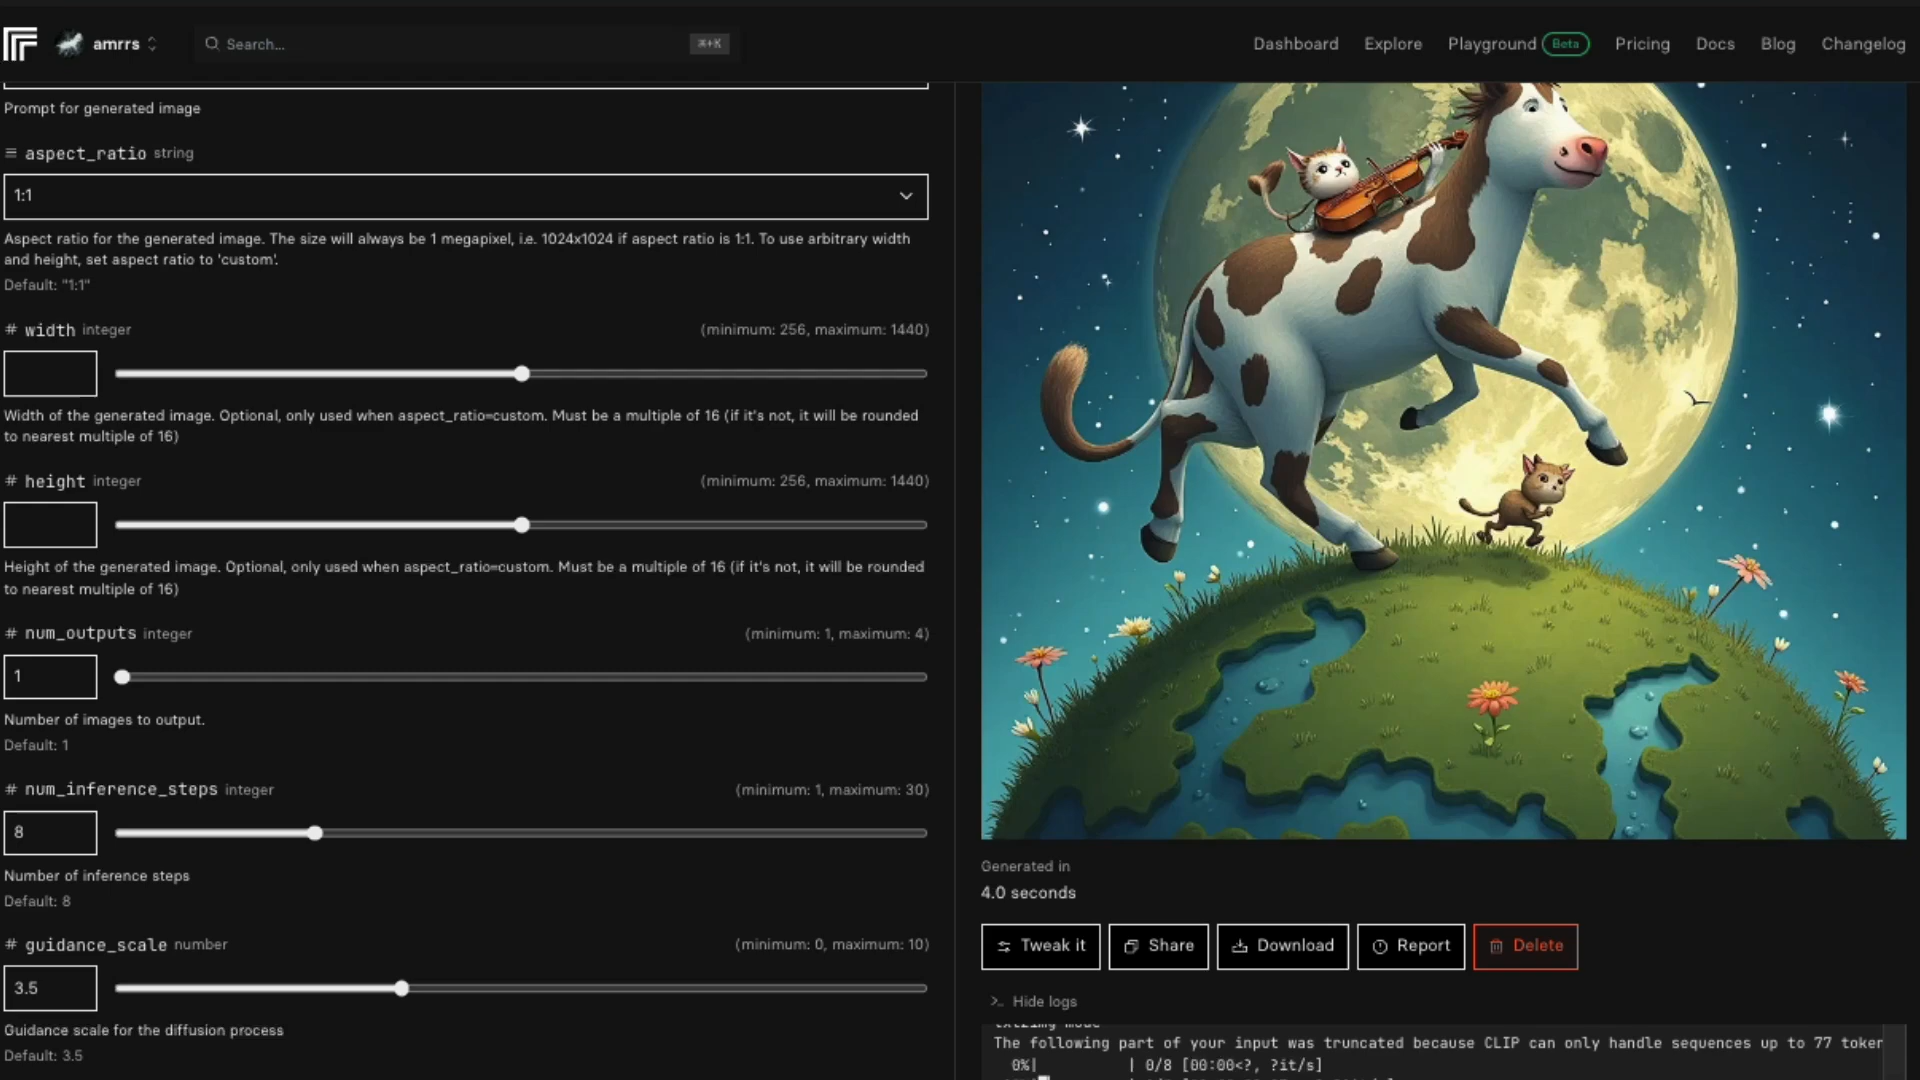 amrrs
Search...
⌘+K
Dashboard
Explore
Playground
Beta
Pricing
Docs
Blog
Changelog
Prompt for generated image
≡ aspect_ratio string
1:1
Aspect ratio for the generated image. The size will always be 1 megapixel, i.e. 1024x1024 if aspect ratio is 1:1. To use arbitrary width
and height, set aspect ratio to 'custom'.
Default: "1:1"
# width integer
(minimum: 256, maximum: 1440)
Width of the generated image. Optional, only used when aspect_ratio=custom. Must be a multiple of 16 (if it's not, it will be rounded
to nearest multiple of 16)
# height integer
(minimum: 256, maximum: 1440)
Height of the generated image. Optional, only used when aspect_ratio=custom. Must be a multiple of 16 (if it's not, it will be rounded
to nearest multiple of 16)
# num_outputs integer
(minimum: 1, maximum: 4)
1
Number of images to output.
Default: 1
# num_inference_steps integer
(minimum: 1, maximum: 30)
8
Number of inference steps
Default: 8
# guidance_scale number
(minimum: 0, maximum: 10)
3.5
Guidance scale for the diffusion process
Default: 3.5
Generated in
4.0 seconds
Tweak it
Share
Download
Report
Delete
>_ Hide logs
txt2img mode
The following part of your input was truncated because CLIP can only handle sequences up to 77 token
0%| | 0/8 [00:00<?, ?it/s]